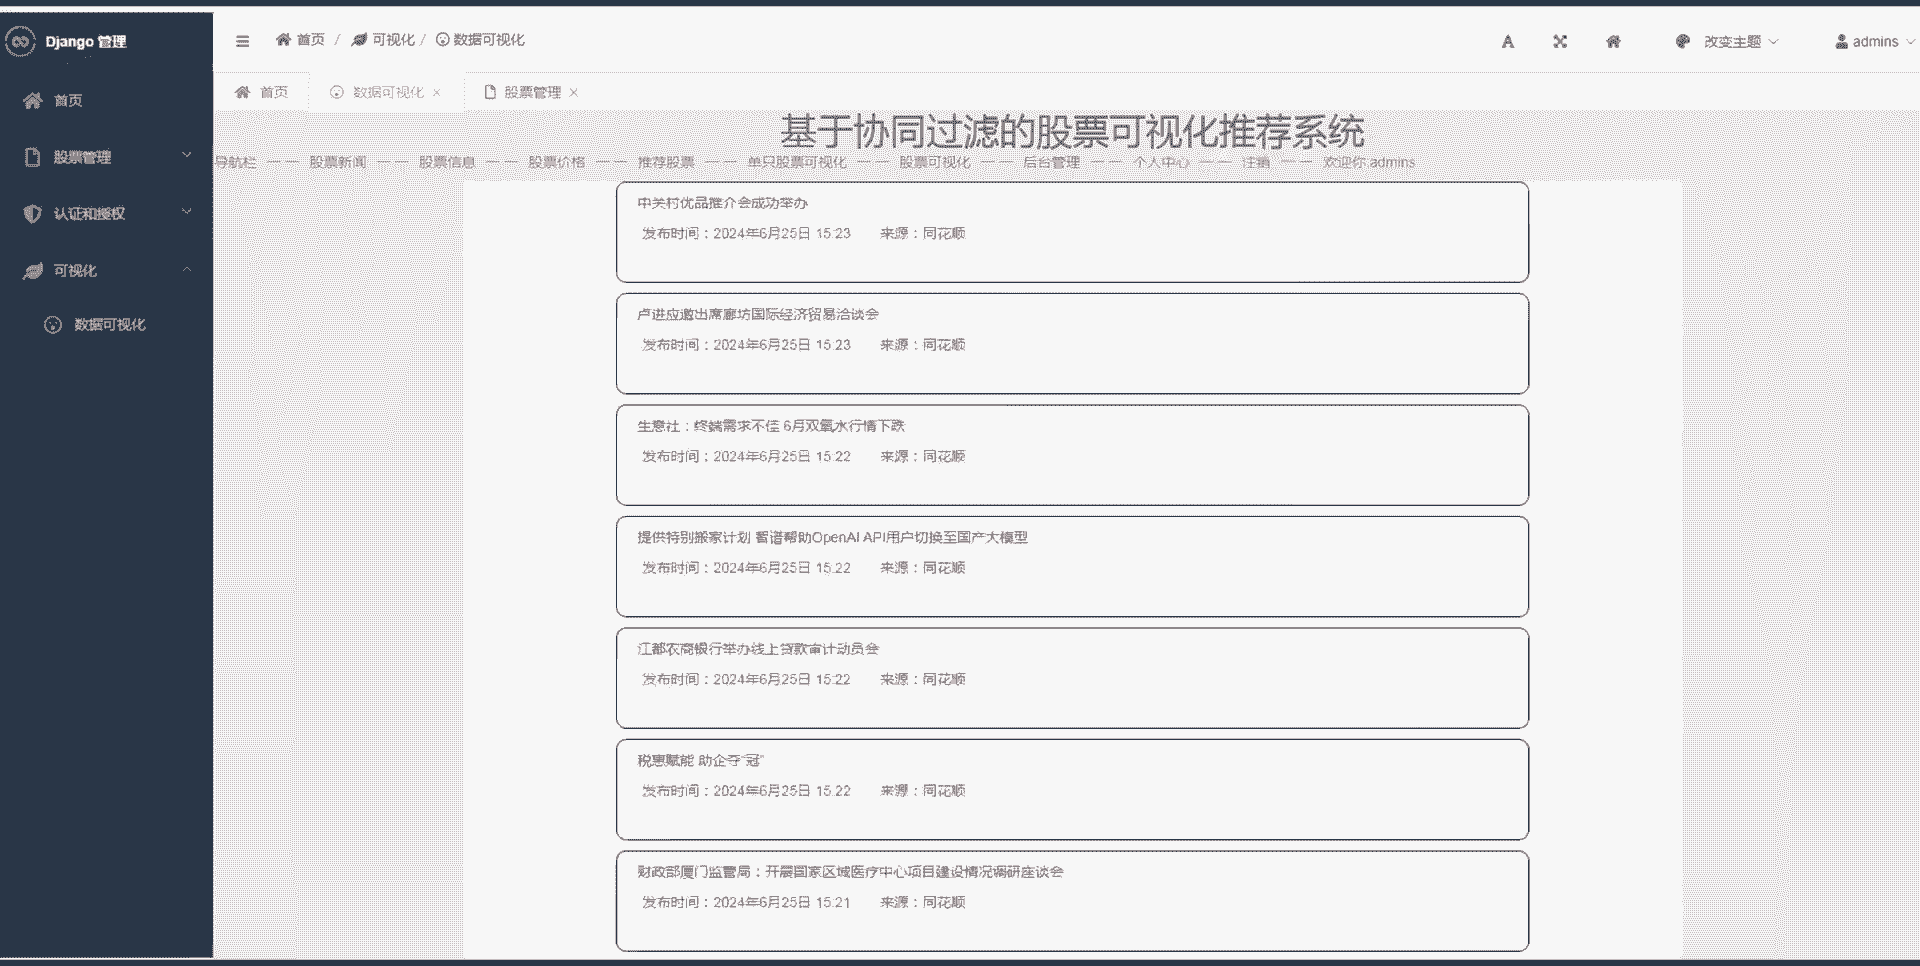 Django 管理
首页
股票管理
认证和授权
可视化
数据可视化
首页 / 可视化 / 数据可视化
改变主题
admins
首页 数据可视化 × 股票管理 ×
基于协同过滤的股票可视化推荐系统
导航栏 —— 股票新闻 —— 股票信息 —— 股票价格 —— 推荐股票 —— 单只股票可视化 —— 股票可视化 —— 后台管理 —— 个人中心 —— 注销 —— 欢迎你:admins
中关村优品推介会成功举办
发布时间：2024年6月25日 15:23 来源：同花顺
卢进应邀出席廊坊国际经济贸易洽谈会
发布时间：2024年6月25日 15:23 来源：同花顺
生意社：终端需求不佳 6月双氧水行情下跌
发布时间：2024年6月25日 15:22 来源：同花顺
提供特别搬家计划 智谱帮助OpenAI API用户切换至国产大模型
发布时间：2024年6月25日 15:22 来源：同花顺
江都农商银行举办线上贷款审计动员会
发布时间：2024年6月25日 15:22 来源：同花顺
税惠赋能 助企夺“冠”
发布时间：2024年6月25日 15:22 来源：同花顺
财政部厦门监管局：开展国家区域医疗中心项目建设情况调研座谈会
发布时间：2024年6月25日 15:21 来源：同花顺